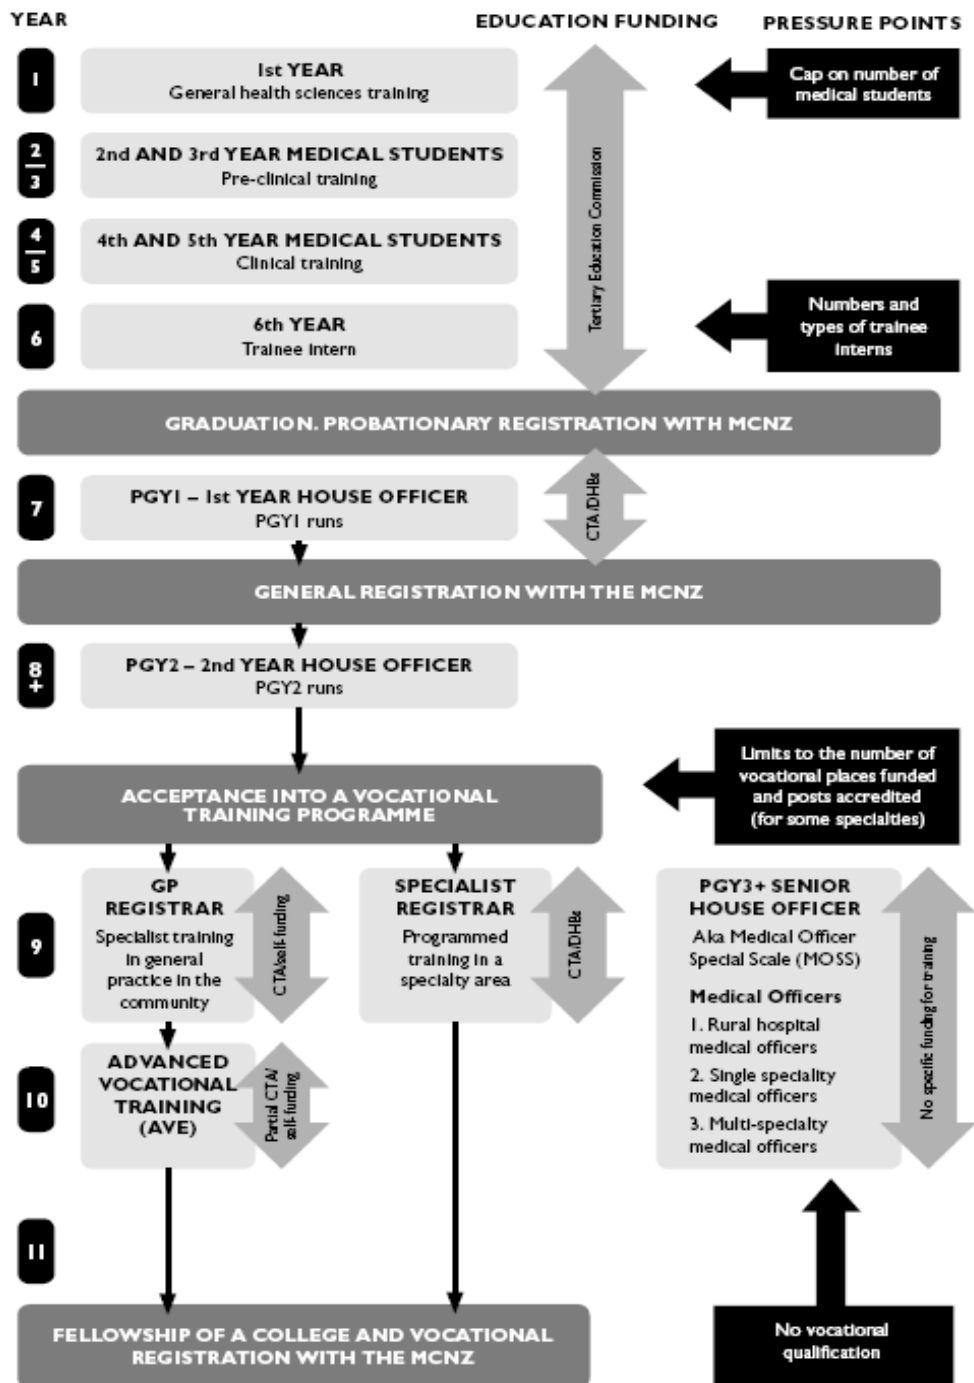 YEAR
EDUCATION FUNDING
PRESSURE POINTS
1
1st YEAR
General health sciences training
Cap on number of
medical students
2
3
2nd AND 3rd YEAR MEDICAL STUDENTS
Pre-clinical training
Tertiary Education Commission
4
5
4th AND 5th YEAR MEDICAL STUDENTS
Clinical training
6
6th YEAR
Trainee intern
Numbers and
types of trainee
interns
GRADUATION. PROBATIONARY REGISTRATION WITH MCNZ
7
PGY1 – 1st YEAR HOUSE OFFICER
PGY1 runs
CTA/DHBs
GENERAL REGISTRATION WITH THE MCNZ
8
+
PGY2 – 2nd YEAR HOUSE OFFICER
PGY2 runs
Limits to the number of
vocational places funded
and posts accredited
(for some specialties)
ACCEPTANCE INTO A VOCATIONAL
TRAINING PROGRAMME
9
GP
REGISTRAR
Specialist training
in general
practice in the
community
CTA/self-funding
SPECIALIST
REGISTRAR
Programmed
training in a
specialty area
CTA/DHBs
PGY3+ SENIOR
HOUSE OFFICER
Aka Medical Officer
Special Scale (MOSS)
Medical Officers
1. Rural hospital
medical officers
2. Single speciality
medical officers
3. Multi-specialty
medical officers
No specific funding for training
10
ADVANCED
VOCATIONAL
TRAINING
(AVE)
Partial CTA/
self-funding
11
FELLOWSHIP OF A COLLEGE AND VOCATIONAL
REGISTRATION WITH THE MCNZ
No vocational
qualification